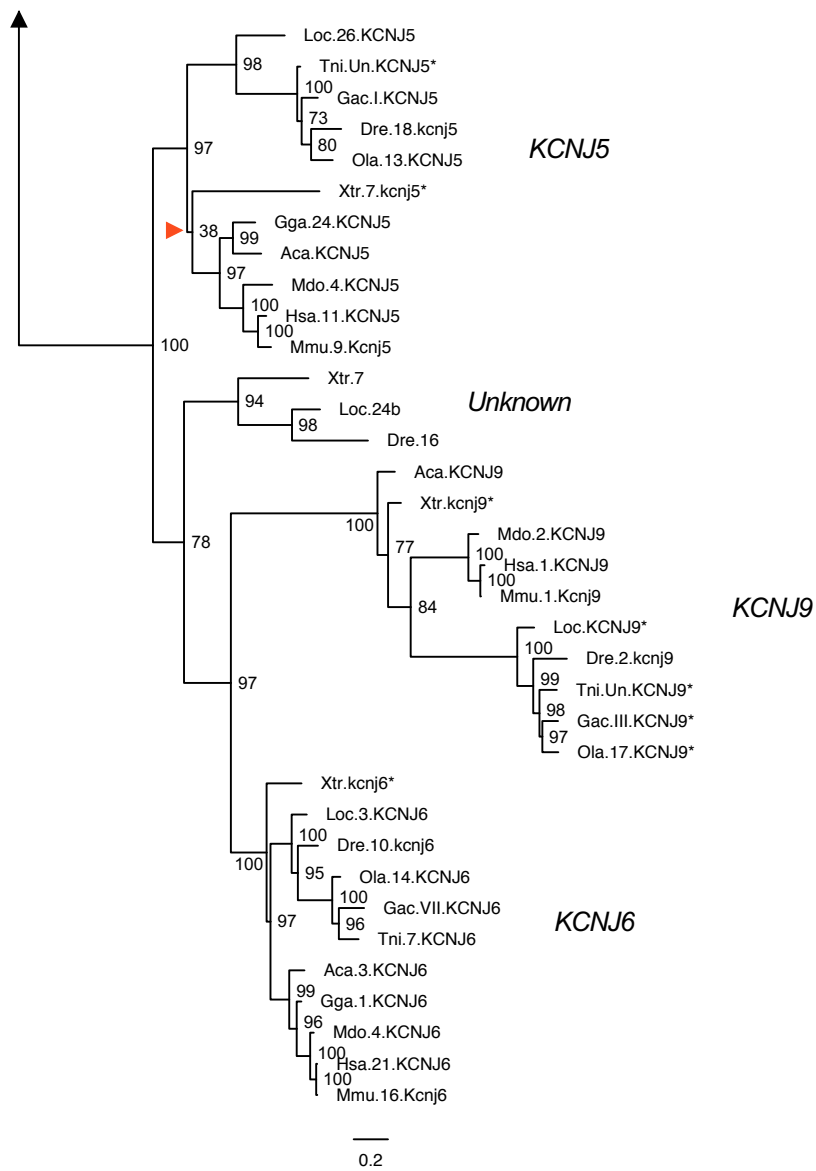 Loc.26.KCNJ5
98
Tni.Un.KCNJ5*
100
Gac.I.KCNJ5
73
Dre.18.kcnj5
80
Ola.13.KCNJ5
KCNJ5
97
Xtr.7.kcnj5*
38
Gga.24.KCNJ5
99
Aca.KCNJ5
97
Mdo.4.KCNJ5
100
Hsa.11.KCNJ5
100
Mmu.9.Kcnj5
100
Xtr.7
94
Loc.24b
98
Dre.16
Unknown
78
Aca.KCNJ9
100
Xtr.kcnj9*
77
Mdo.2.KCNJ9
100
Hsa.1.KCNJ9
100
Mmu.1.Kcnj9
84
KCNJ9
Loc.KCNJ9*
100
Dre.2.kcnj9
99
Tni.Un.KCNJ9*
98
Gac.III.KCNJ9*
97
Ola.17.KCNJ9*
97
Xtr.kcnj6*
100
Loc.3.KCNJ6
100
Dre.10.kcnj6
95
Ola.14.KCNJ6
100
Gac.VII.KCNJ6
96
Tni.7.KCNJ6
KCNJ6
97
Aca.3.KCNJ6
99
Gga.1.KCNJ6
96
Mdo.4.KCNJ6
100
Hsa.21.KCNJ6
100
Mmu.16.Kcnj6
0.2